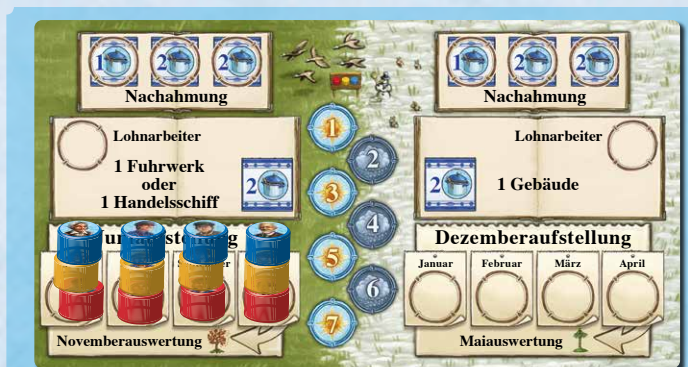 1 2 2
Nachahmung
Lohnarbeiter
1 Fuhrwerk
oder
1 Handelsschiff
2
Novemberauswertung
1
2
3
4
5
6
7
1 2 2
Nachahmung
Lohnarbeiter
2
1 Gebäude
Dezemberaufstellung
Januar Februar März April
Maiauswertung